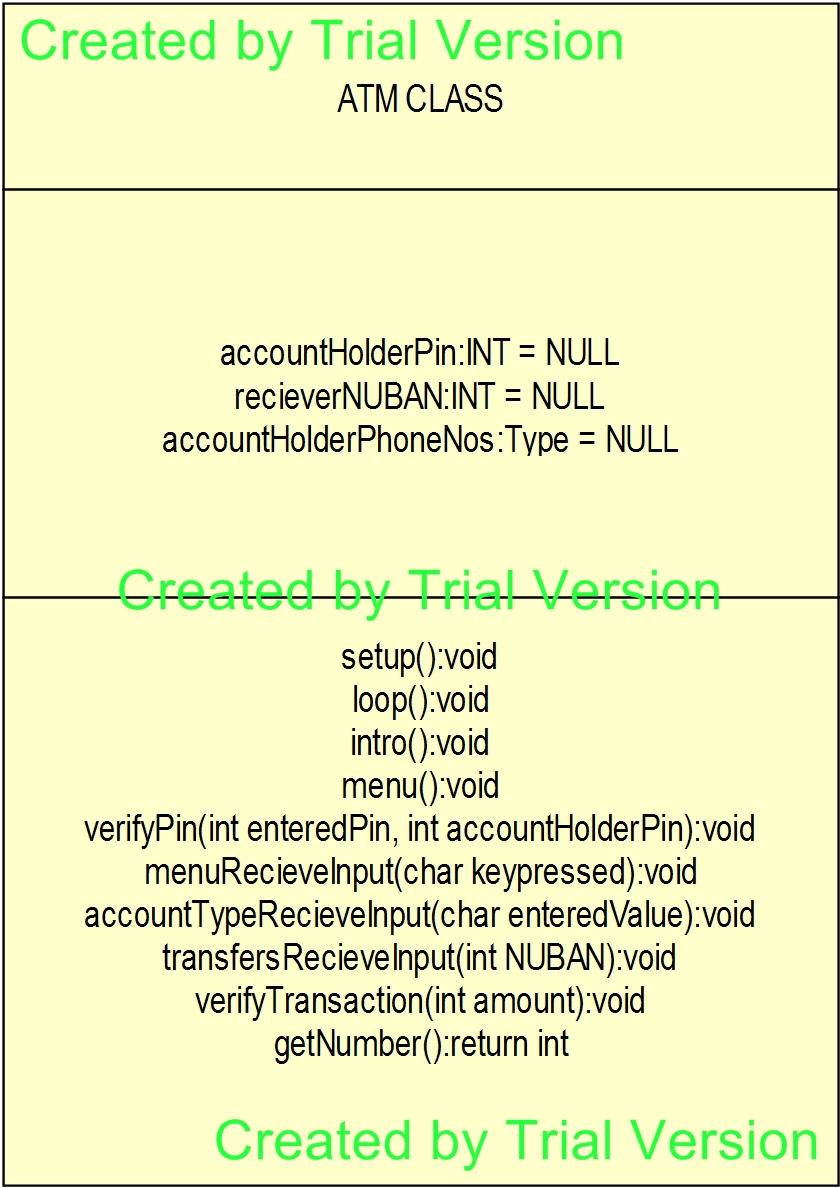 Created by Trial Version
ATM CLASS
accountHolderPin:INT = NULL
recieverNUBAN:INT = NULL
accountHolderPhoneNos:Type = NULL
Created by Trial Version
setup():void
loop():void
intro():void
menu():void
verifyPin(int enteredPin, int accountHolderPin):void
menuRecieveInput(char keypressed):void
accountTypeRecieveInput(char enteredValue):void
transfersRecieveInput(int NUBAN):void
verifyTransaction(int amount):void
getNumber():return int
Created by Trial Version